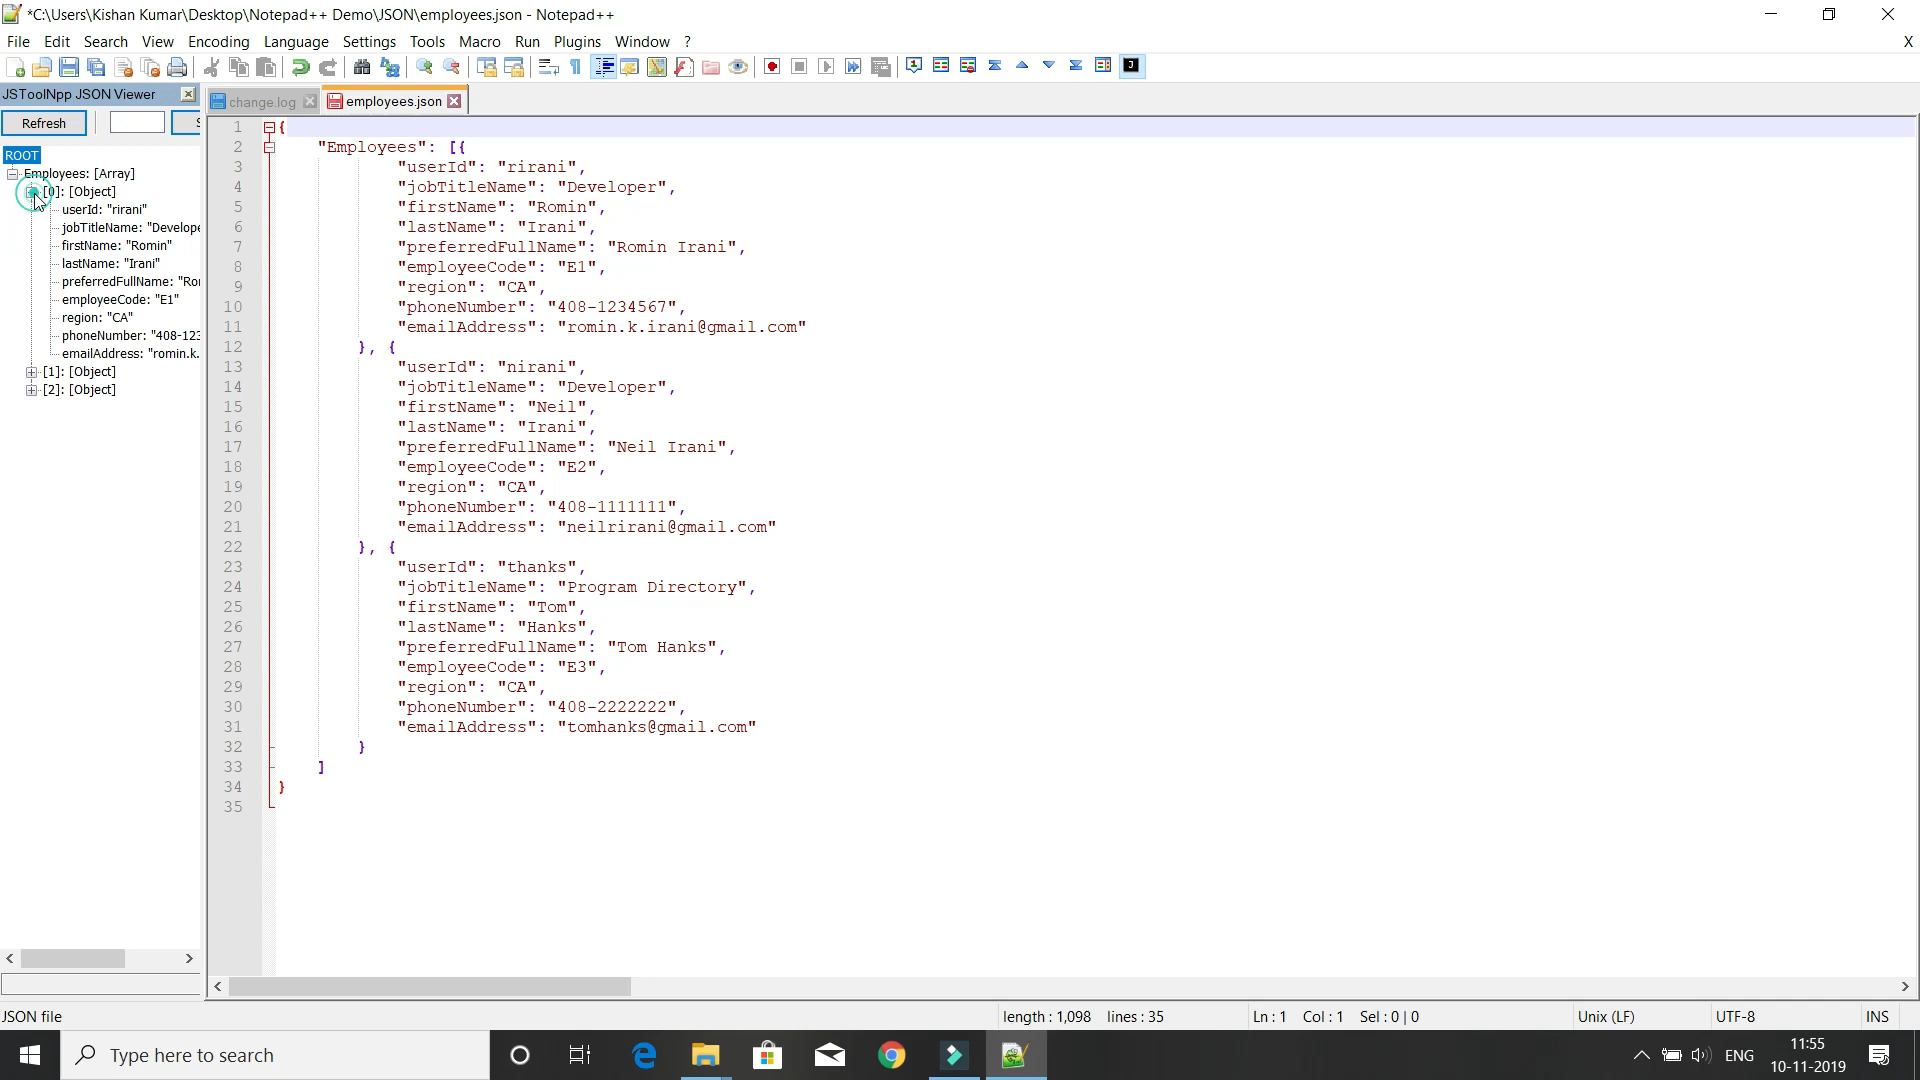 *C:\Users\Kishan Kumar\Desktop\Notepad++ Demo\JSON\employees.json - Notepad++
File Edit Search View Encoding Language Settings Tools Macro Run Plugins Window ? X
JSToolNpp JSON Viewer
change.log
employees.json
Refresh
ROOT
Employees: [Array]
[0]: [Object]
userId: "rirani"
jobTitleName: "Develope
firstName: "Romin"
lastName: "Irani"
preferredFullName: "Ro
employeeCode: "E1"
region: "CA"
phoneNumber: "408-123
emailAddress: "romin.k.
[1]: [Object]
[2]: [Object]
1 {
2 "Employees": [{
3 "userId": "rirani",
4 "jobTitleName": "Developer",
5 "firstName": "Romin",
6 "lastName": "Irani",
7 "preferredFullName": "Romin Irani",
8 "employeeCode": "E1",
9 "region": "CA",
10 "phoneNumber": "408-1234567",
11 "emailAddress": "romin.k.irani@gmail.com"
12 }, {
13 "userId": "nirani",
14 "jobTitleName": "Developer",
15 "firstName": "Neil",
16 "lastName": "Irani",
17 "preferredFullName": "Neil Irani",
18 "employeeCode": "E2",
19 "region": "CA",
20 "phoneNumber": "408-1111111",
21 "emailAddress": "neilrirani@gmail.com"
22 }, {
23 "userId": "thanks",
24 "jobTitleName": "Program Directory",
25 "firstName": "Tom",
26 "lastName": "Hanks",
27 "preferredFullName": "Tom Hanks",
28 "employeeCode": "E3",
29 "region": "CA",
30 "phoneNumber": "408-2222222",
31 "emailAddress": "tomhanks@gmail.com"
32 }
33 ]
34 }
35
JSON file length : 1,098 lines : 35 Ln : 1 Col : 1 Sel : 0 | 0 Unix (LF) UTF-8 INS
Type here to search
ENG
11:55
10-11-2019